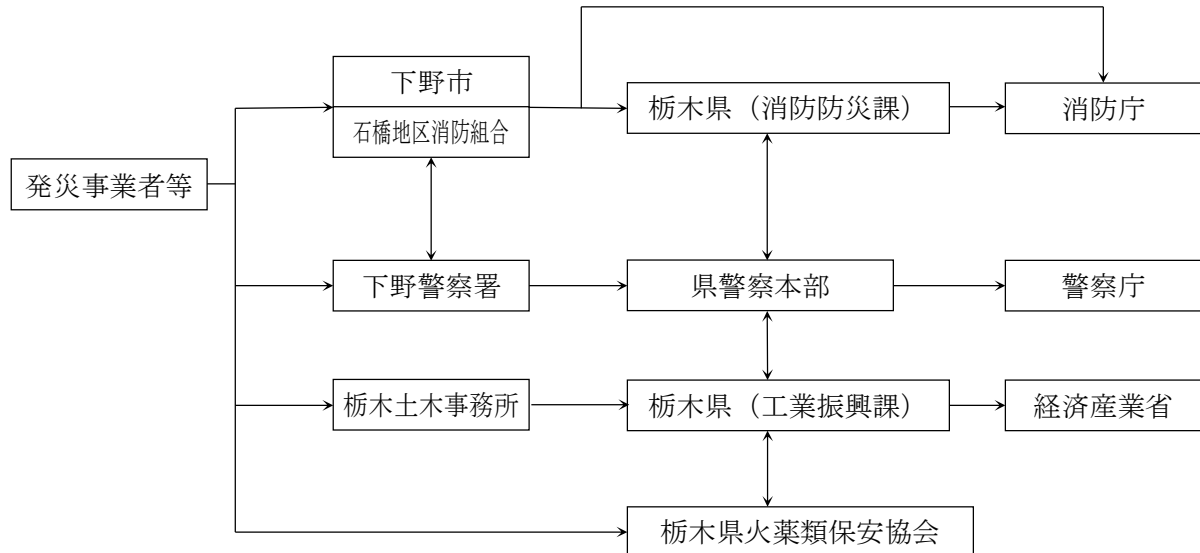 下野市
石橋地区消防組合
栃木県（消防防災課）
消防庁
発災事業者等
下野警察署
県警察本部
警察庁
栃木土木事務所
栃木県（工業振興課）
経済産業省
栃木県火薬類保安協会